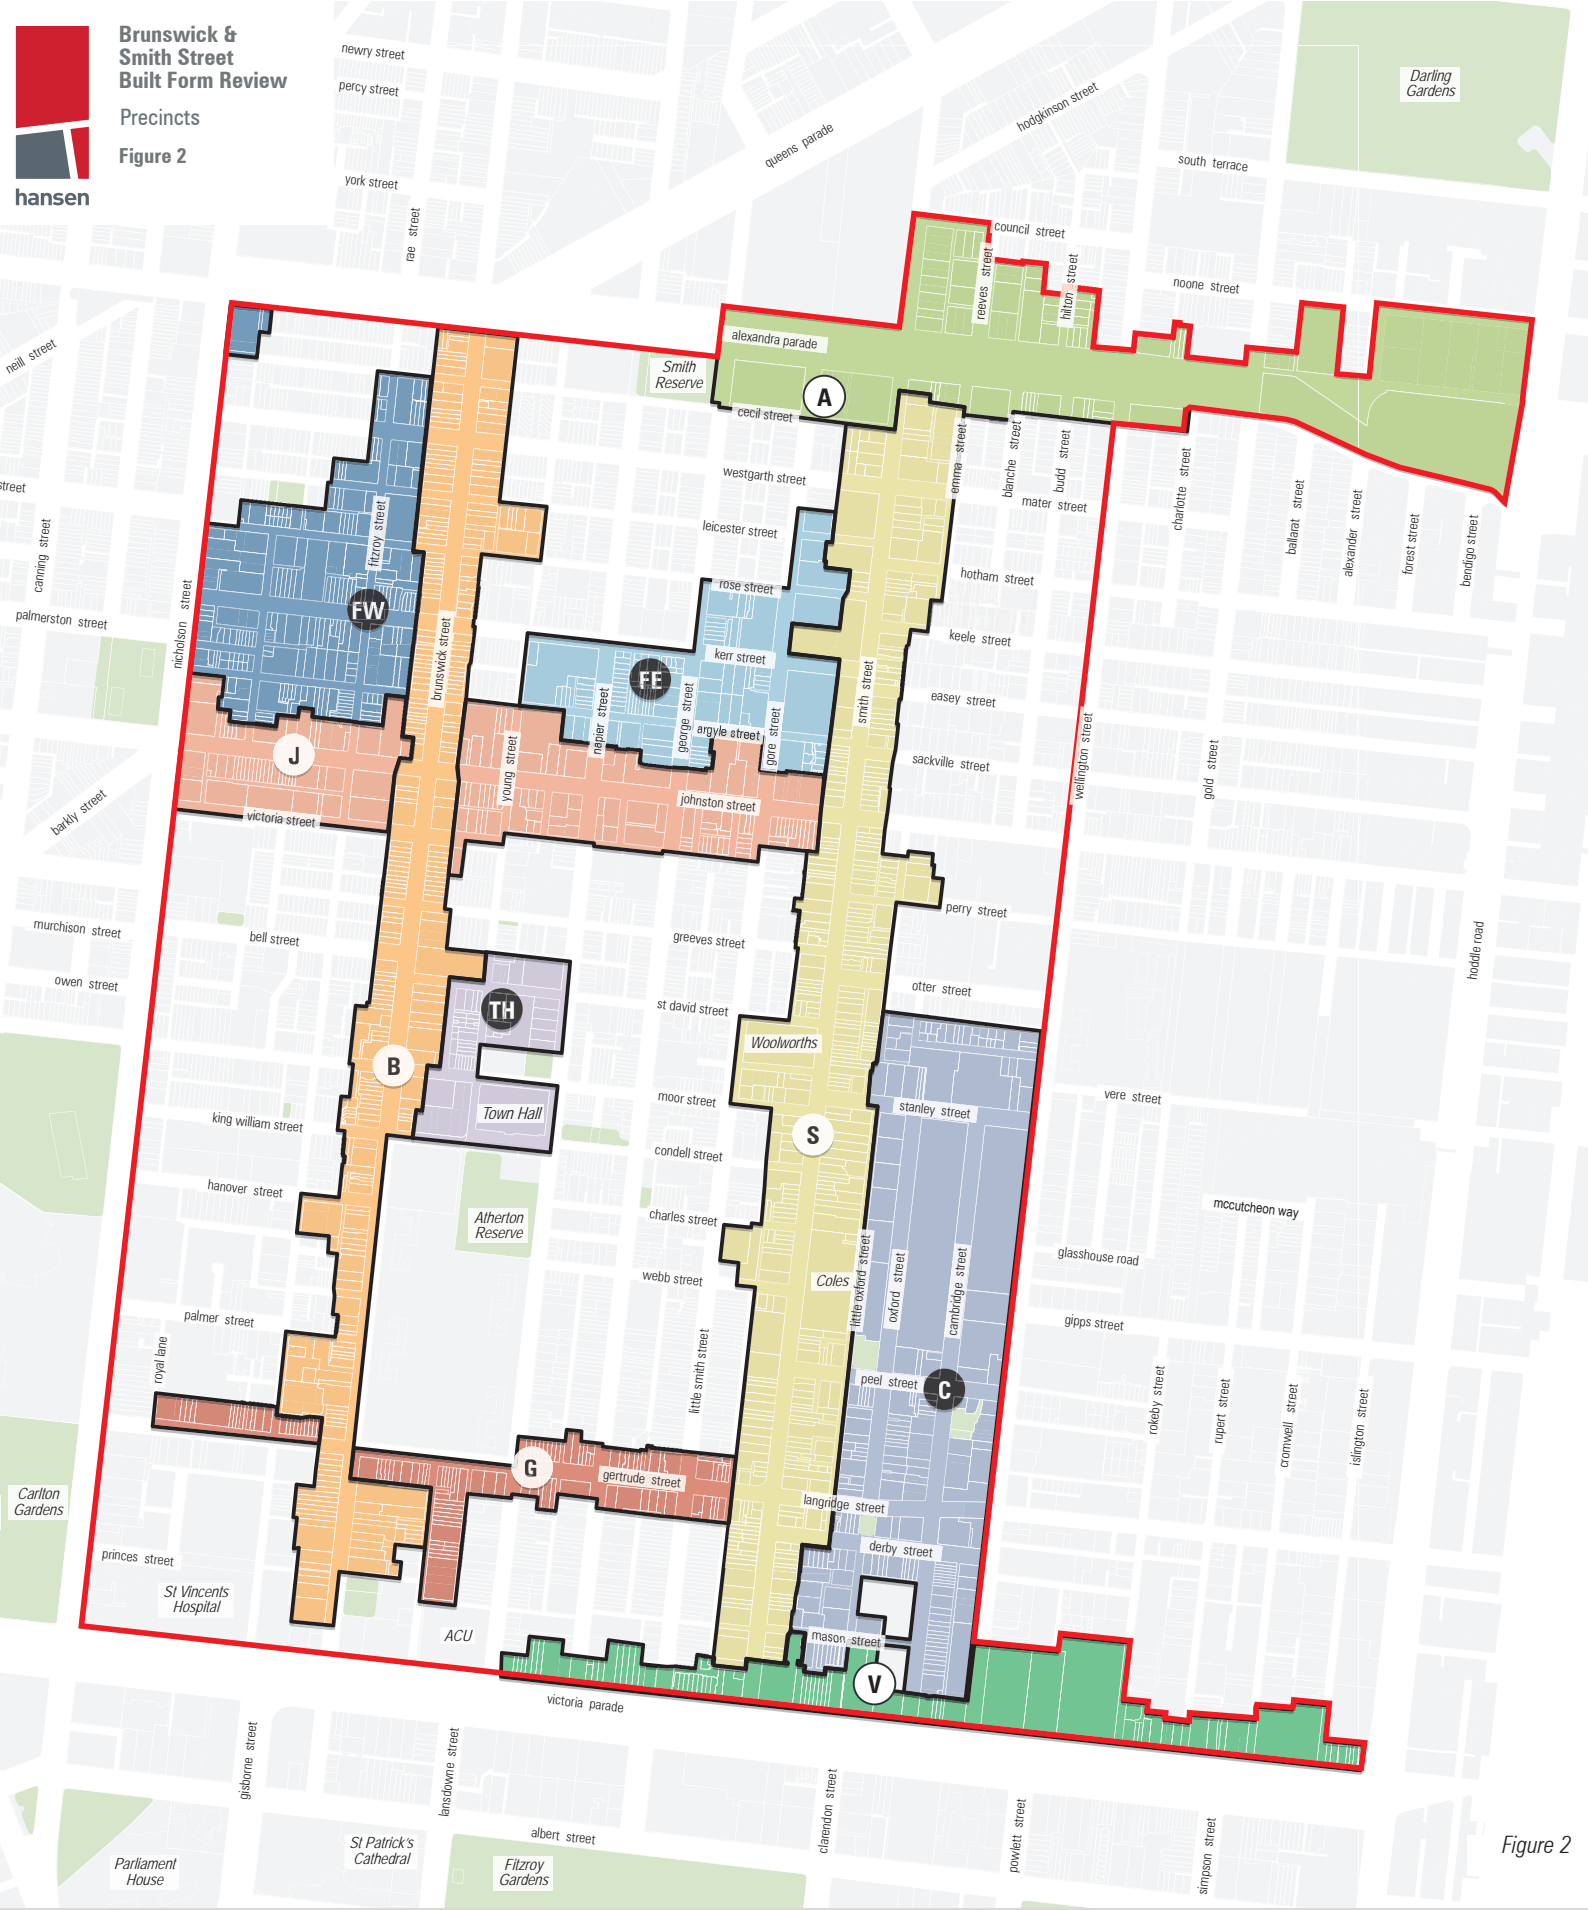 Brunswick &
Smith Street
Built Form Review
Precincts
Figure 2
hansen
newry street
percy street
york street
rae street
queens parade
hodgkinson street
Darling
Gardens
south terrace
council street
reeves street
hilton street
noone street
neill street
alexandra parade
Smith
Reserve
A
cecil street
westgarth street
emma street
blanche street
budd street
mater street
charlotte street
ballarat street
alexander street
forest street
bendigo street
street
canning street
palmerston street
nicholson street
fitzroy street
FW
brunswick street
leicester street
rose street
hotham street
keele street
kerr street
FF
napier street
george street
argyle street
gore street
smith street
easey street
sackville street
wellington street
gold street
J
young street
johnston street
barkly street
victoria street
murchison street
owen street
bell street
greeves street
perry street
hoddle road
otter street
st david street
TH
Woolworths
B
Town Hall
moor street
stanley street
vere street
king william street
S
condell street
hanover street
Atherton
Reserve
charles street
mccutcheon way
glasshouse road
webb street
Coles
little oxford street
oxford street
cambridge street
palmer street
gipps street
royal lane
little smith street
peel street
C
rokeby street
rupert street
cromwell street
islington street
G
gertrude street
Carlton
Gardens
langridge street
derby street
princes street
St Vincents
Hospital
ACU
mason street
V
victoria parade
gisborne street
lansdowne street
clarendon street
powlett street
simpson street
albert street
St Patrick's
Cathedral
Parliament
House
Fitzroy
Gardens
Figure 2